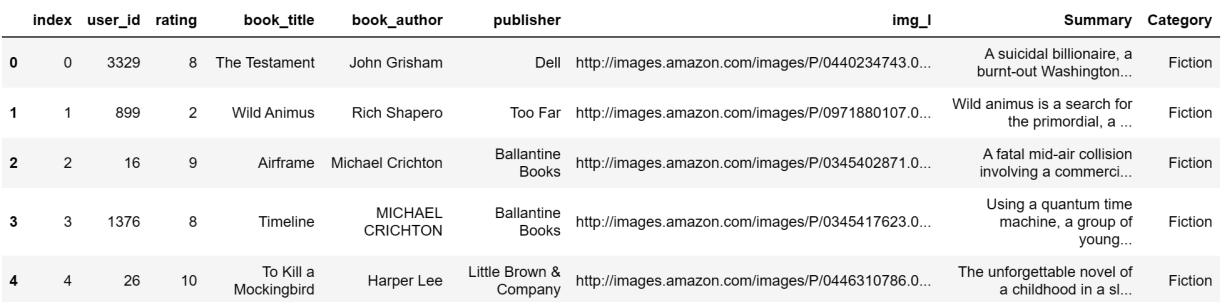 index user_id rating book_title book_author publisher img_l Summary Category
0 0 3329 8 The Testament John Grisham Dell http://images.amazon.com/images/P/0440234743.0... A suicidal billionaire, a burnt-out Washington... Fiction
1 1 899 2 Wild Animus Rich Shapero Too Far http://images.amazon.com/images/P/0971880107.0... Wild animus is a search for the primordial, a ... Fiction
2 2 16 9 Airframe Michael Crichton Ballantine Books http://images.amazon.com/images/P/0345402871.0... A fatal mid-air collision involving a commerci... Fiction
3 3 1376 8 Timeline MICHAEL CRICHTON Ballantine Books http://images.amazon.com/images/P/0345417623.0... Using a quantum time machine, a group of young... Fiction
4 4 26 10 To Kill a Mockingbird Harper Lee Little Brown & Company http://images.amazon.com/images/P/0446310786.0... The unforgettable novel of a childhood in a sl... Fiction